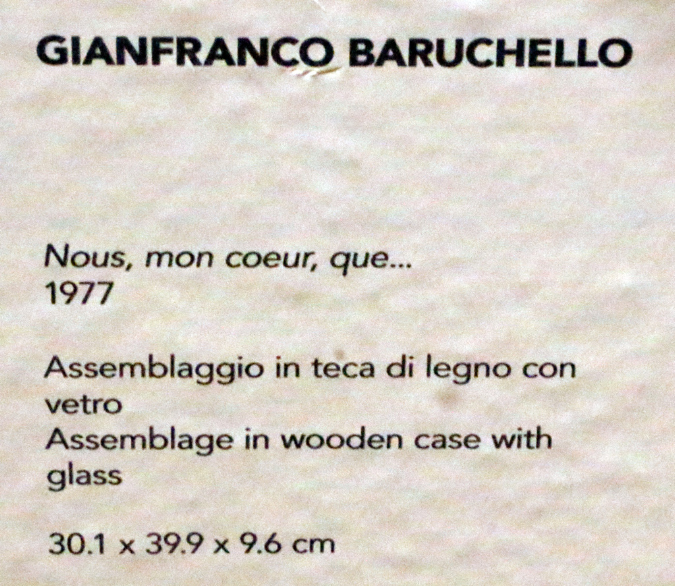 GIANFRANCO BARUCHELLO
Nous, mon coeur, que...
1977
Assemblaggio in teca di legno con
vetro
Assemblage in wooden case with
glass
30.1 x 39.9 x 9.6 cm